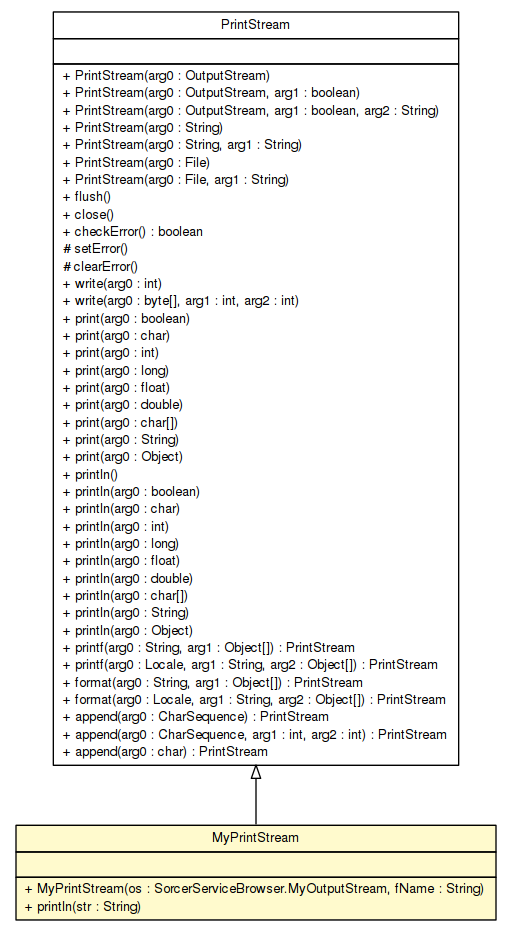 PrintStream
+ PrintStream(arg0 : OutputStream)
+ PrintStream(arg0 : OutputStream, arg1 : boolean)
+ PrintStream(arg0 : OutputStream, arg1 : boolean, arg2 : String)
+ PrintStream(arg0 : String)
+ PrintStream(arg0 : String, arg1 : String)
+ PrintStream(arg0 : File)
+ PrintStream(arg0 : File, arg1 : String)
+ flush()
+ close()
+ checkError() : boolean
# setError()
# clearError()
+ write(arg0 : int)
+ write(arg0 : byte[], arg1 : int, arg2 : int)
+ print(arg0 : boolean)
+ print(arg0 : char)
+ print(arg0 : int)
+ print(arg0 : long)
+ print(arg0 : float)
+ print(arg0 : double)
+ print(arg0 : char[])
+ print(arg0 : String)
+ print(arg0 : Object)
+ println()
+ println(arg0 : boolean)
+ println(arg0 : char)
+ println(arg0 : int)
+ println(arg0 : long)
+ println(arg0 : float)
+ println(arg0 : double)
+ println(arg0 : char[])
+ println(arg0 : String)
+ println(arg0 : Object)
+ printf(arg0 : String, arg1 : Object[]) : PrintStream
+ printf(arg0 : Locale, arg1 : String, arg2 : Object[]) : PrintStream
+ format(arg0 : String, arg1 : Object[]) : PrintStream
+ format(arg0 : Locale, arg1 : String, arg2 : Object[]) : PrintStream
+ append(arg0 : CharSequence) : PrintStream
+ append(arg0 : CharSequence, arg1 : int, arg2 : int) : PrintStream
+ append(arg0 : char) : PrintStream
MyPrintStream
+ MyPrintStream(os : SorcerServiceBrowser.MyOutputStream, fName : String)
+ println(str : String)